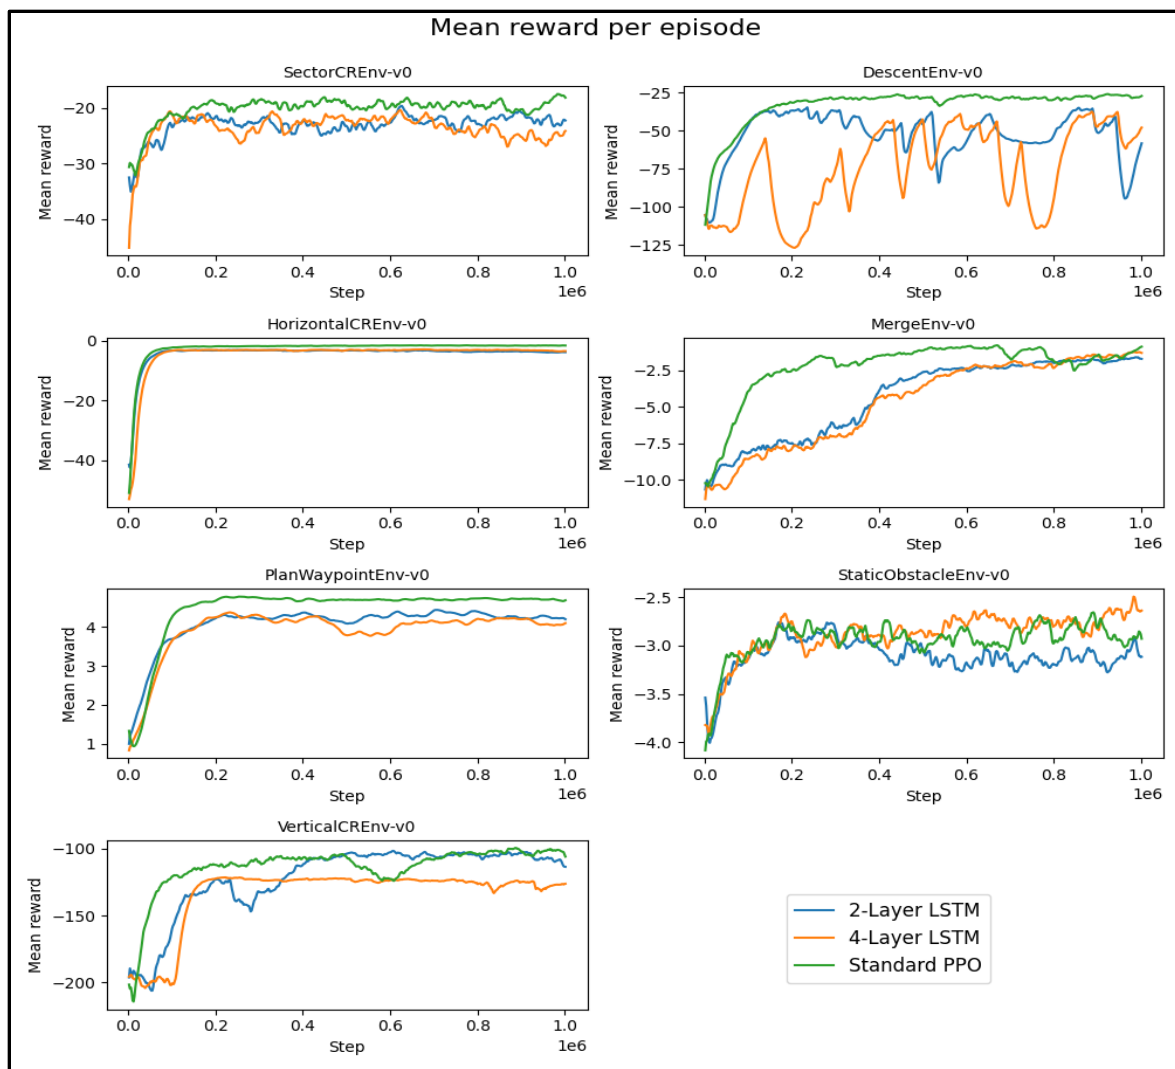 Mean reward per episode
SectorCREnv-v0
Mean reward
−20
−30
−40
0.0 0.2 0.4 0.6 0.8 1.0
1e6
Step
DescentEnv-v0
Mean reward
−25
−50
−75
−100
−125
0.0 0.2 0.4 0.6 0.8 1.0
1e6
Step
HorizontalCREnv-v0
Mean reward
0
−20
−40
0.0 0.2 0.4 0.6 0.8 1.0
1e6
Step
MergeEnv-v0
Mean reward
−2.5
−5.0
−7.5
−10.0
0.0 0.2 0.4 0.6 0.8 1.0
1e6
Step
PlanWaypointEnv-v0
Mean reward
4
3
2
1
0.0 0.2 0.4 0.6 0.8 1.0
1e6
Step
StaticObstacleEnv-v0
Mean reward
−2.5
−3.0
−3.5
−4.0
0.0 0.2 0.4 0.6 0.8 1.0
1e6
Step
VerticalCREnv-v0
Mean reward
−100
−150
−200
0.0 0.2 0.4 0.6 0.8 1.0
1e6
Step
2-Layer LSTM
4-Layer LSTM
Standard PPO